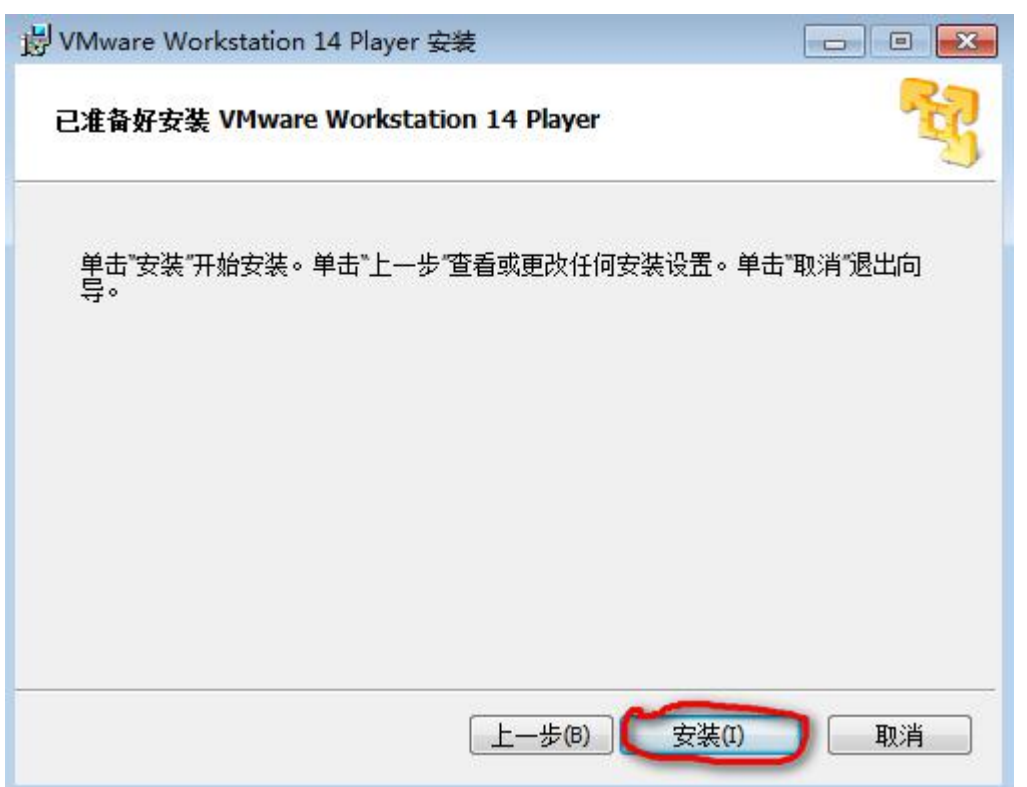 VMware Workstation 14 Player 安装
已准备好安装 VMware Workstation 14 Player
单击"安装"开始安装。单击"上一步"查看或更改任何安装设置。单击"取消"退出向
导。
上一步(B) 安装(I) 取消